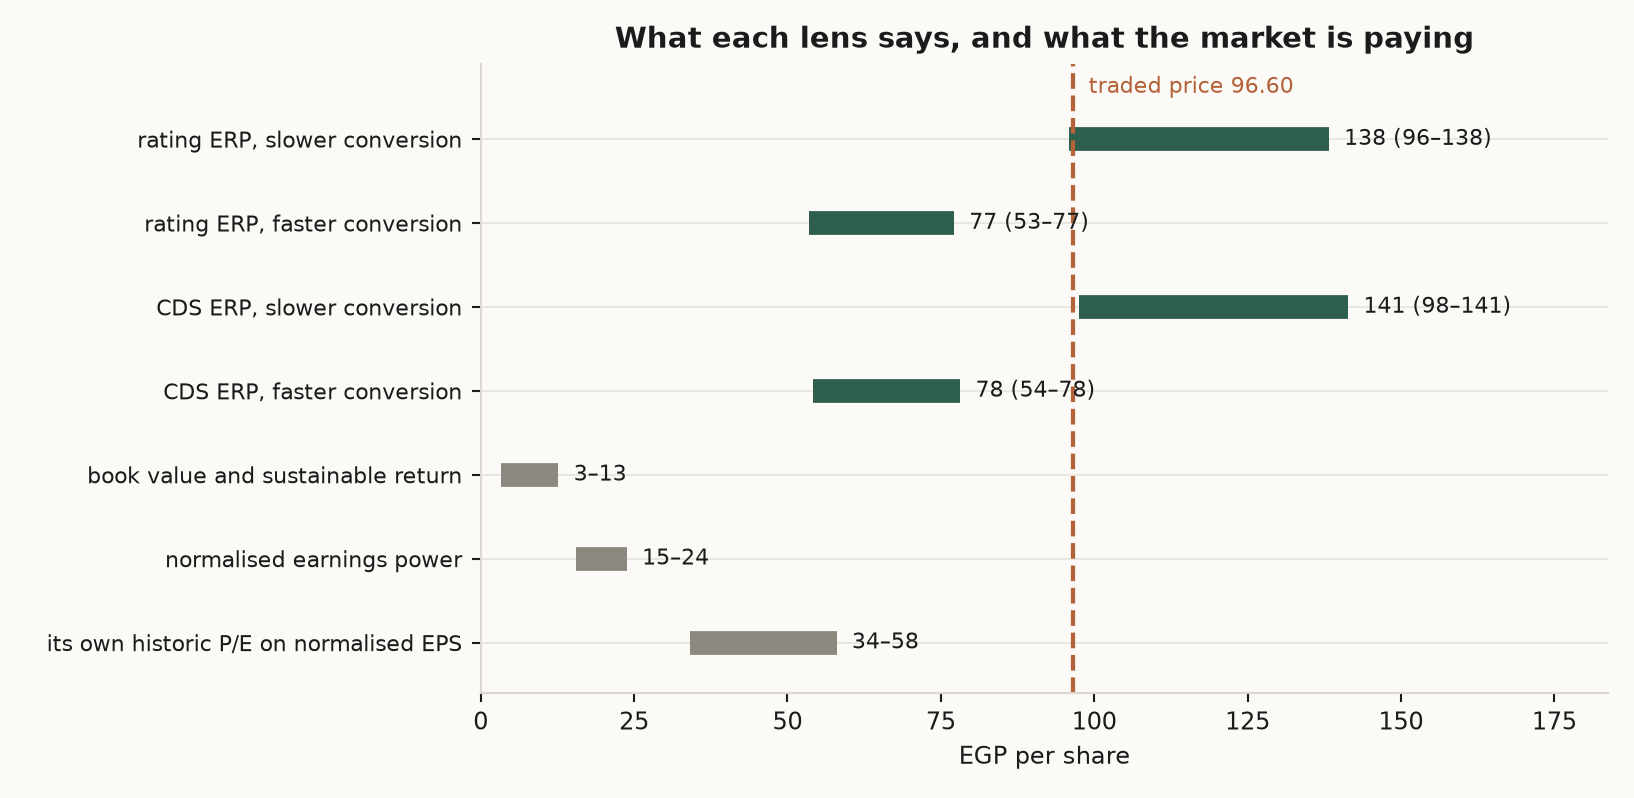 What each lens says, and what the market is paying
traded price 96.60
rating ERP, slower conversion
138 (96–138)
rating ERP, faster conversion
77 (53–77)
CDS ERP, slower conversion
141 (98–141)
CDS ERP, faster conversion
78 (54–78)
book value and sustainable return
3–13
normalised earnings power
15–24
its own historic P/E on normalised EPS
34–58
0 25 50 75 100 125 150 175
EGP per share